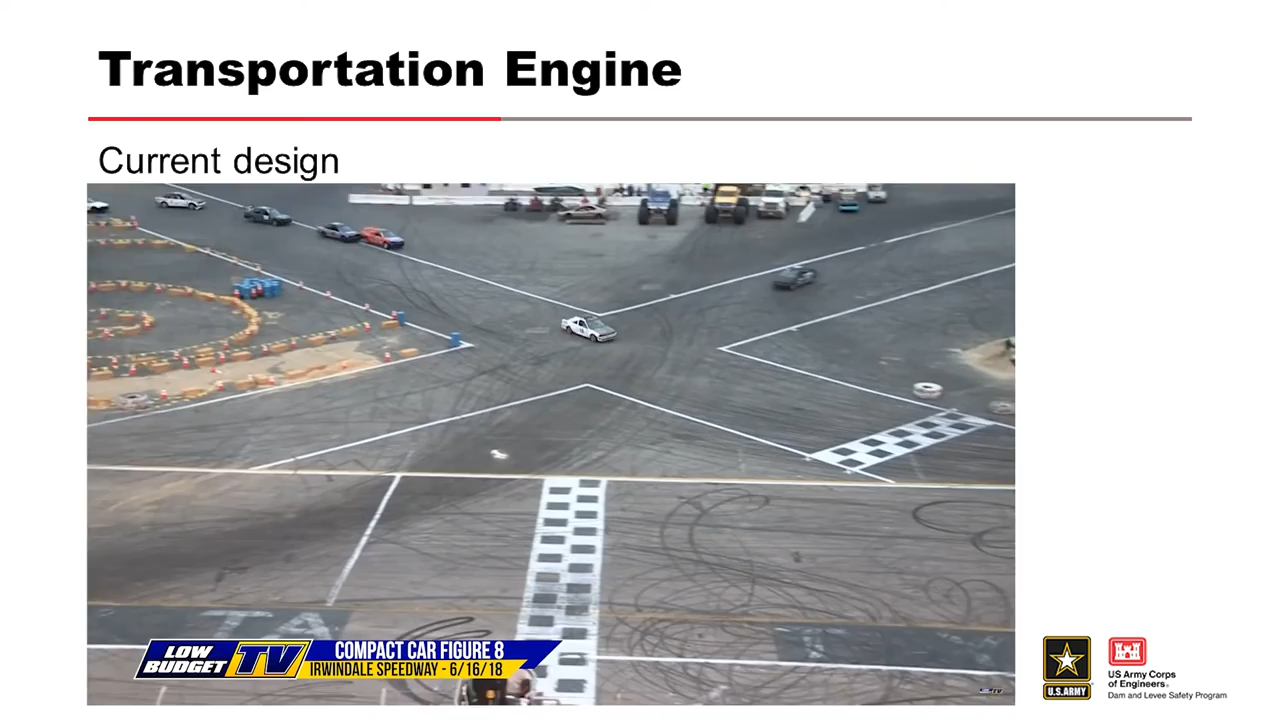 Transportation Engine
Current design
TA
LOW
BUDGET
TV
COMPACT CAR FIGURE 8
IRWINDALE SPEEDWAY - 6/16/18
U.S.ARMY
US Army Corps
of Engineers®
Dam and Levee Safety Program